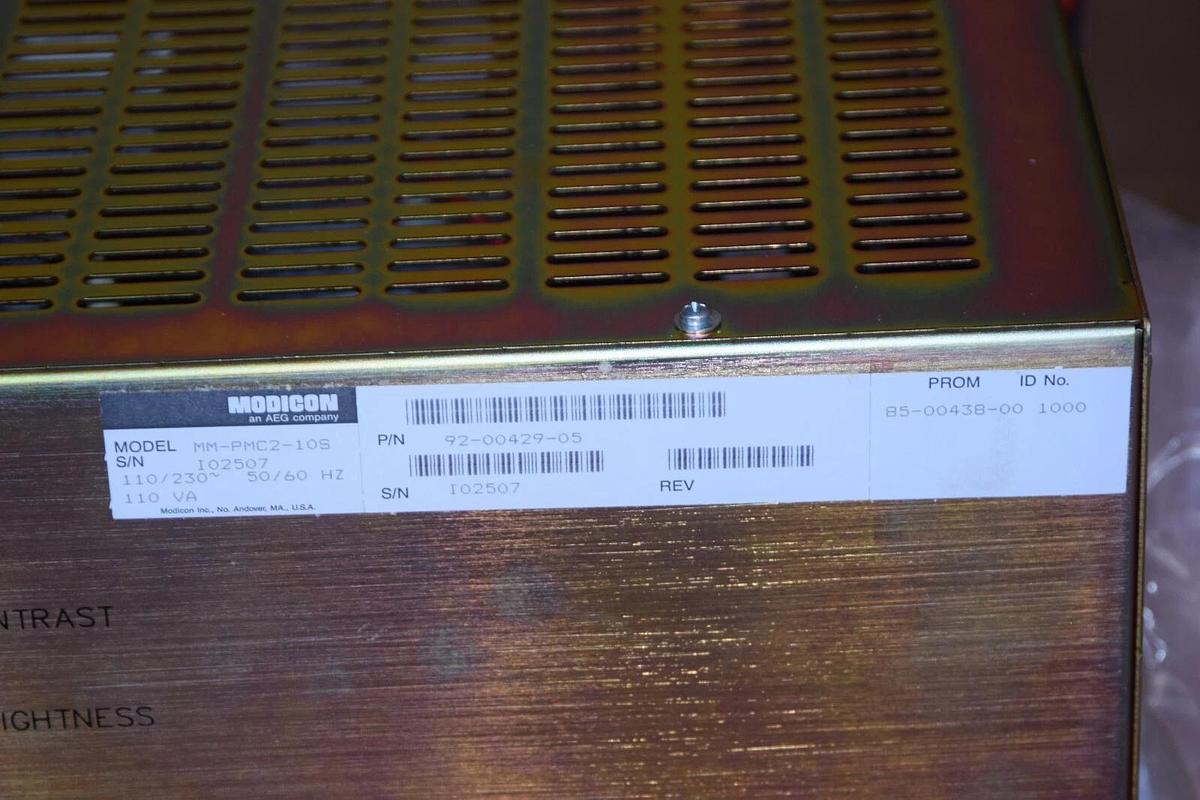 MODICON
an AEG company
MODEL MM-PMC2-10S
S/N I02507
110/230~ 50/60 HZ
110 VA
Modicon Inc., No. Andover, MA., U.S.A.
P/N 92-00429-05
S/N I02507 REV
PROM ID No.
85-00438-00 1000
NTRAST
IGHTNESS